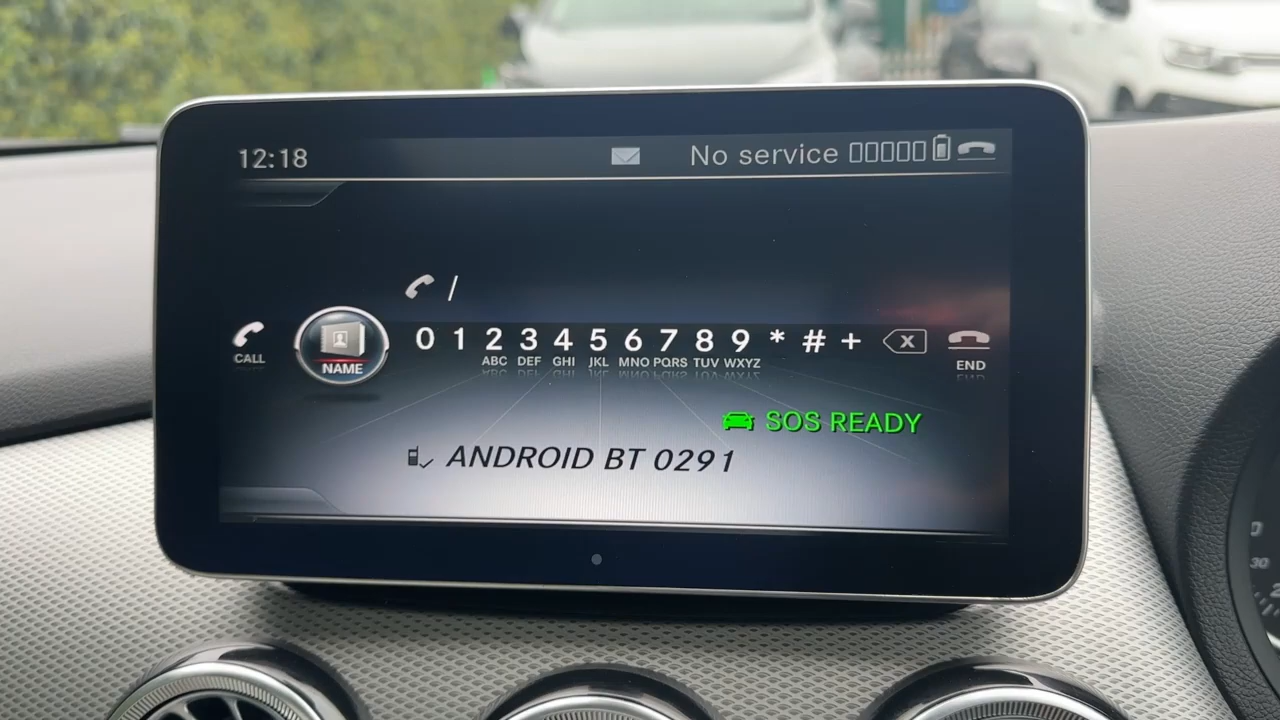 12:18 No service
/
CALL NAME 0 1 2 3 4 5 6 7 8 9 * # + X END
ABC DEF GHI JKL MNO PQRS TUV WXYZ
SOS READY
ANDROID BT 0291
30